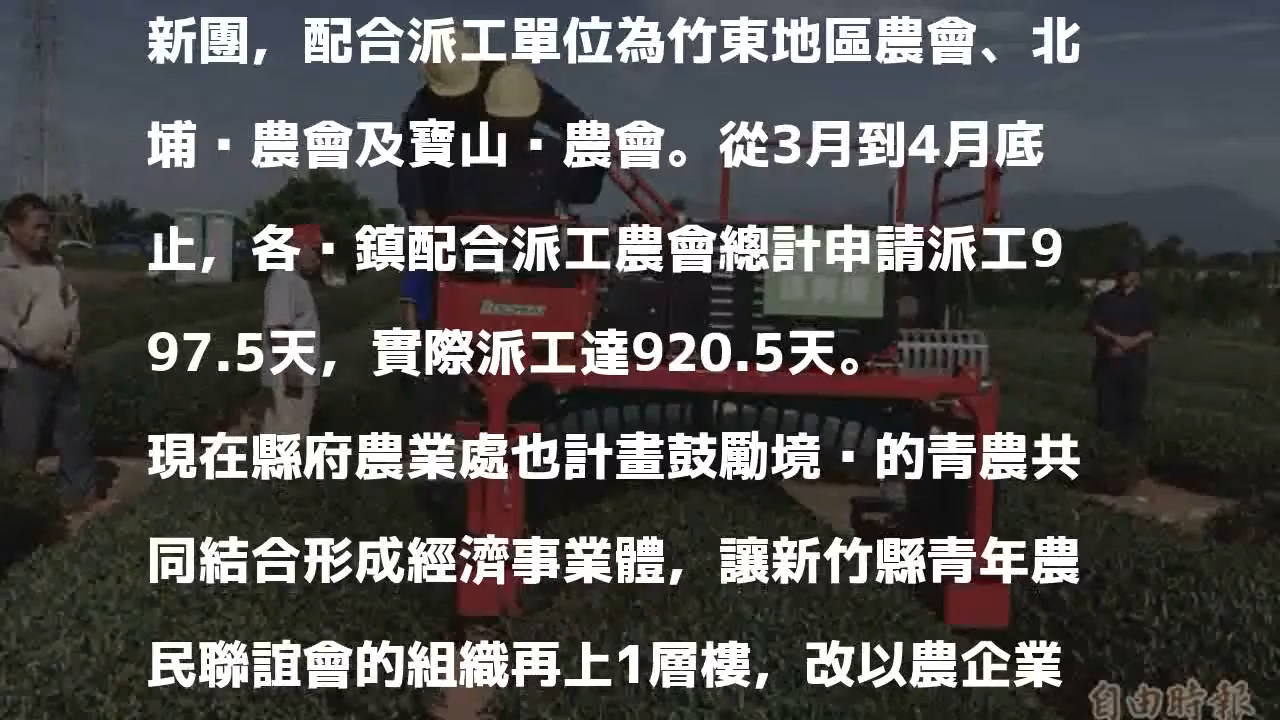 新團，配合派工單位為竹東地區農會、北
埔·農會及寶山·農會。從3月到4月底
止，各·鎮配合派工農會總計申請派工9
97.5天，實際派工達920.5天。
現在縣府農業處也計畫鼓勵境·的青農共
同結合形成經濟事業體，讓新竹縣青年農
民聯誼會的組織再上1層樓，改以農企業
自由時報